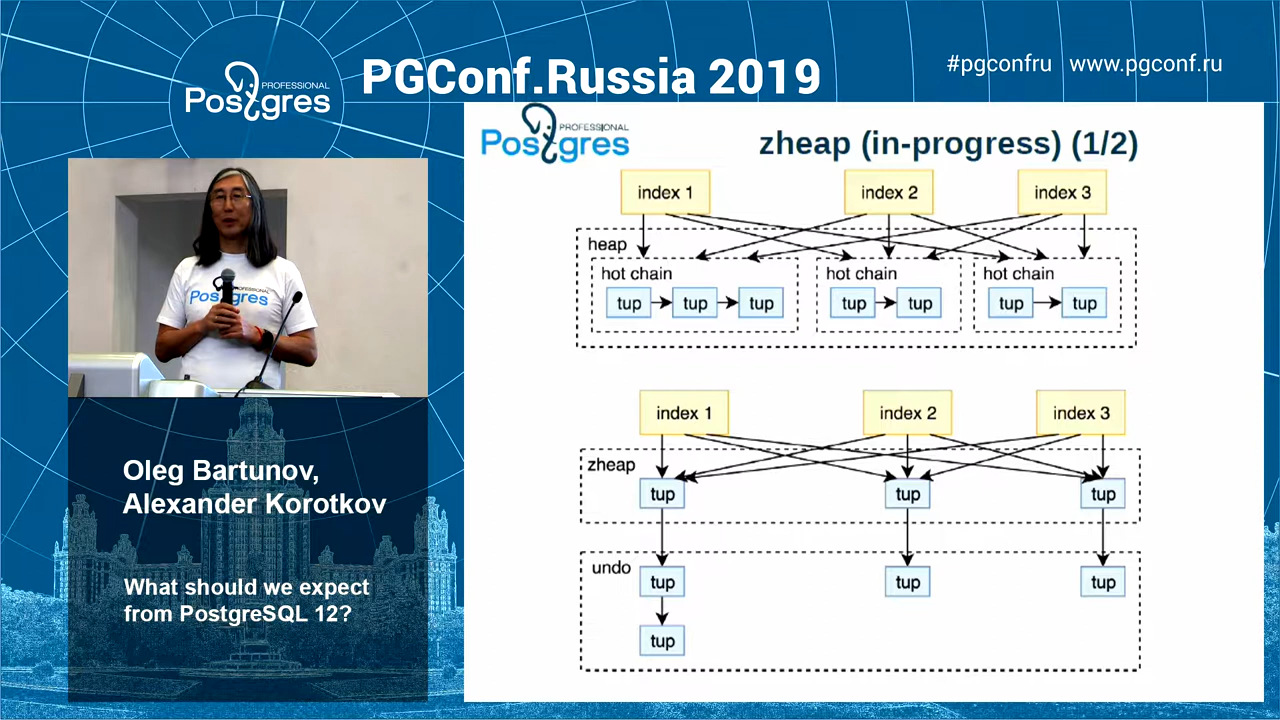 PROFESSIONAL
Postgres
PGConf.Russia 2019
#pgconfru www.pgconf.ru
PROFESSIONAL
Postgres
zheap (in-progress) (1/2)
index 1
index 2
index 3
heap
hot chain
hot chain
hot chain
tup
tup
tup
tup
tup
tup
tup
index 1
index 2
index 3
zheap
tup
tup
tup
undo
tup
tup
tup
tup
PROFESSIONAL
Postgres
Oleg Bartunov,
Alexander Korotkov
What should we expect
from PostgreSQL 12?